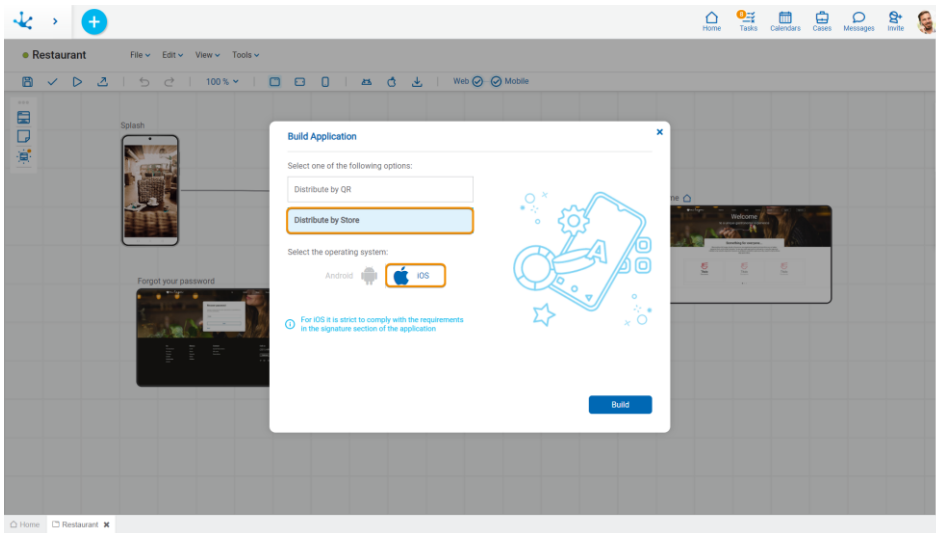 Home
Tasks
Calendars
Cases
Messages
Invite
Restaurant
File
Edit
View
Tools
100 %
Web
Mobile
Splash
Build Application
Select one of the following options:
Distribute by QR
Distribute by Store
Select the operating system:
Android
iOS
For iOS it is strict to comply with the requirements
in the signature section of the application
Build
Welcome
Forgot your password
Home
Restaurant